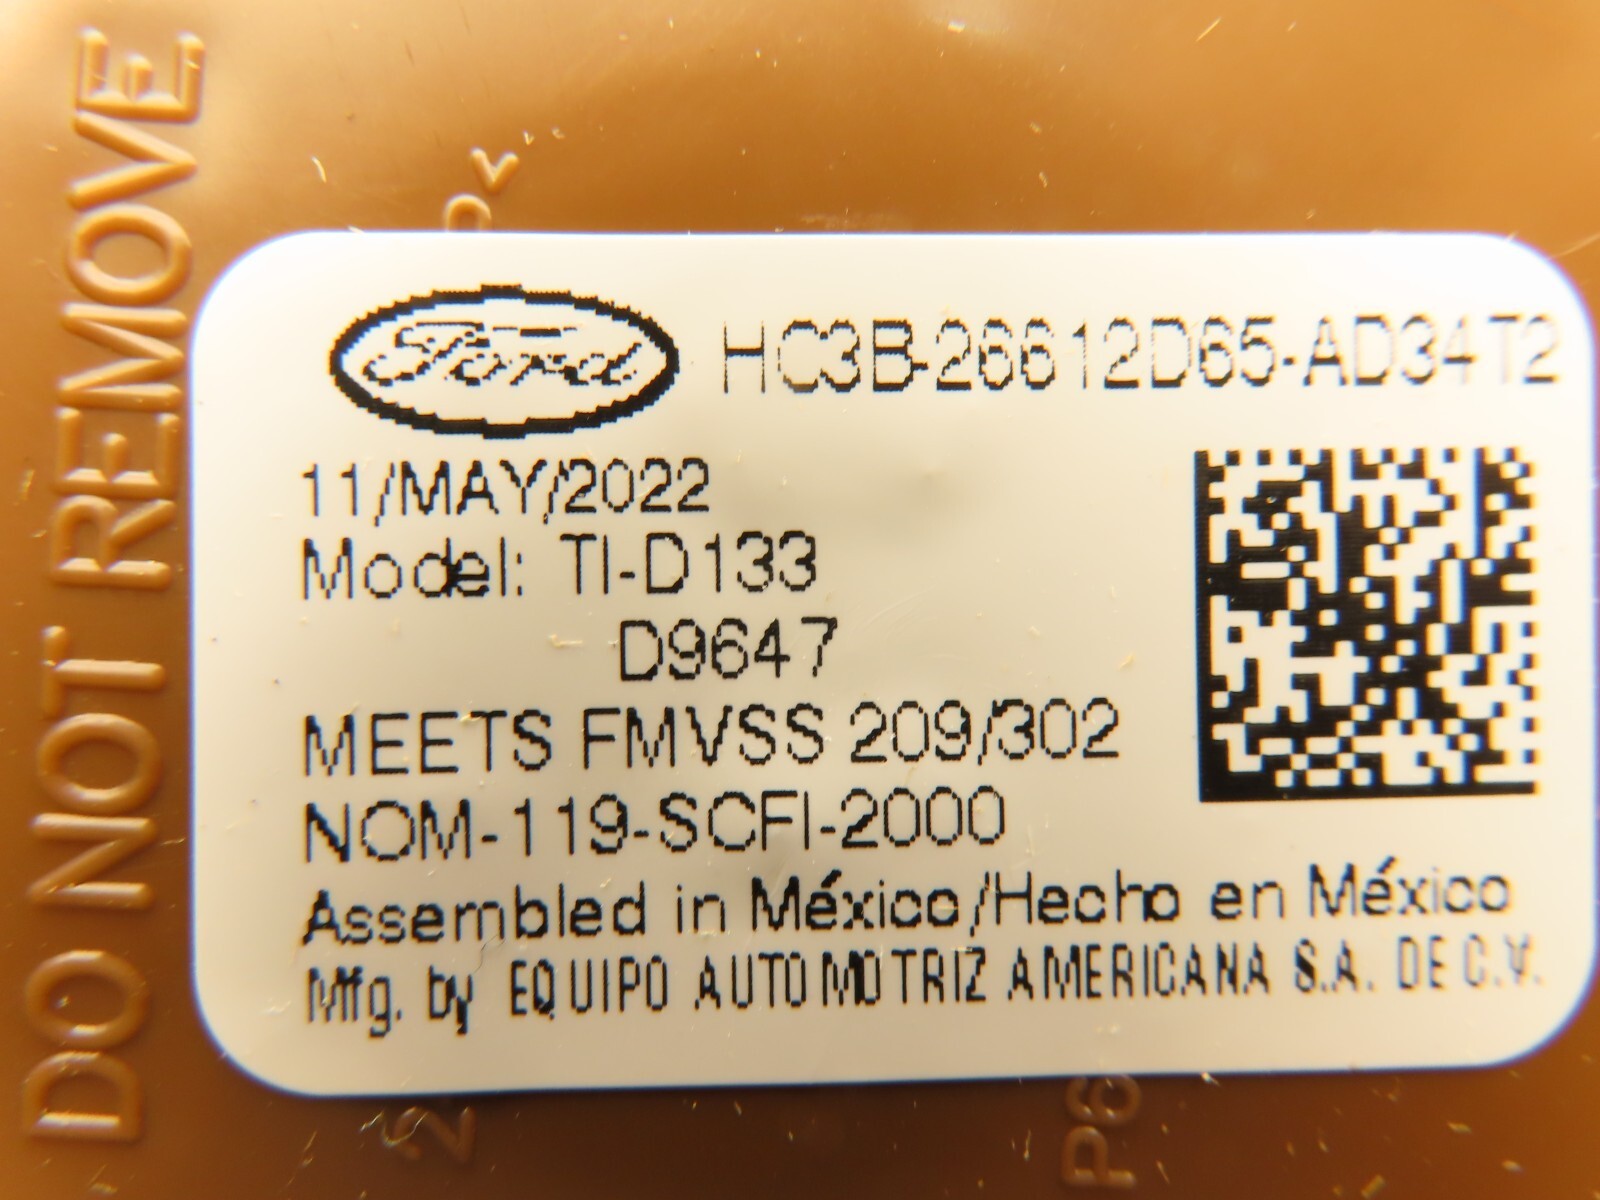 DO NOT REMOVE
Ford
HC3B-26612D65-AD34T2
11/MAY/2022
Model: TI-D133
D9647
MEETS FMVSS 209/302
NOM-119-SCFI-2000
Assembled in México/Hecho en México
Mfg. by EQUIPO AUTOMOTRIZ AMERICANA S.A. DE C.V.
P6